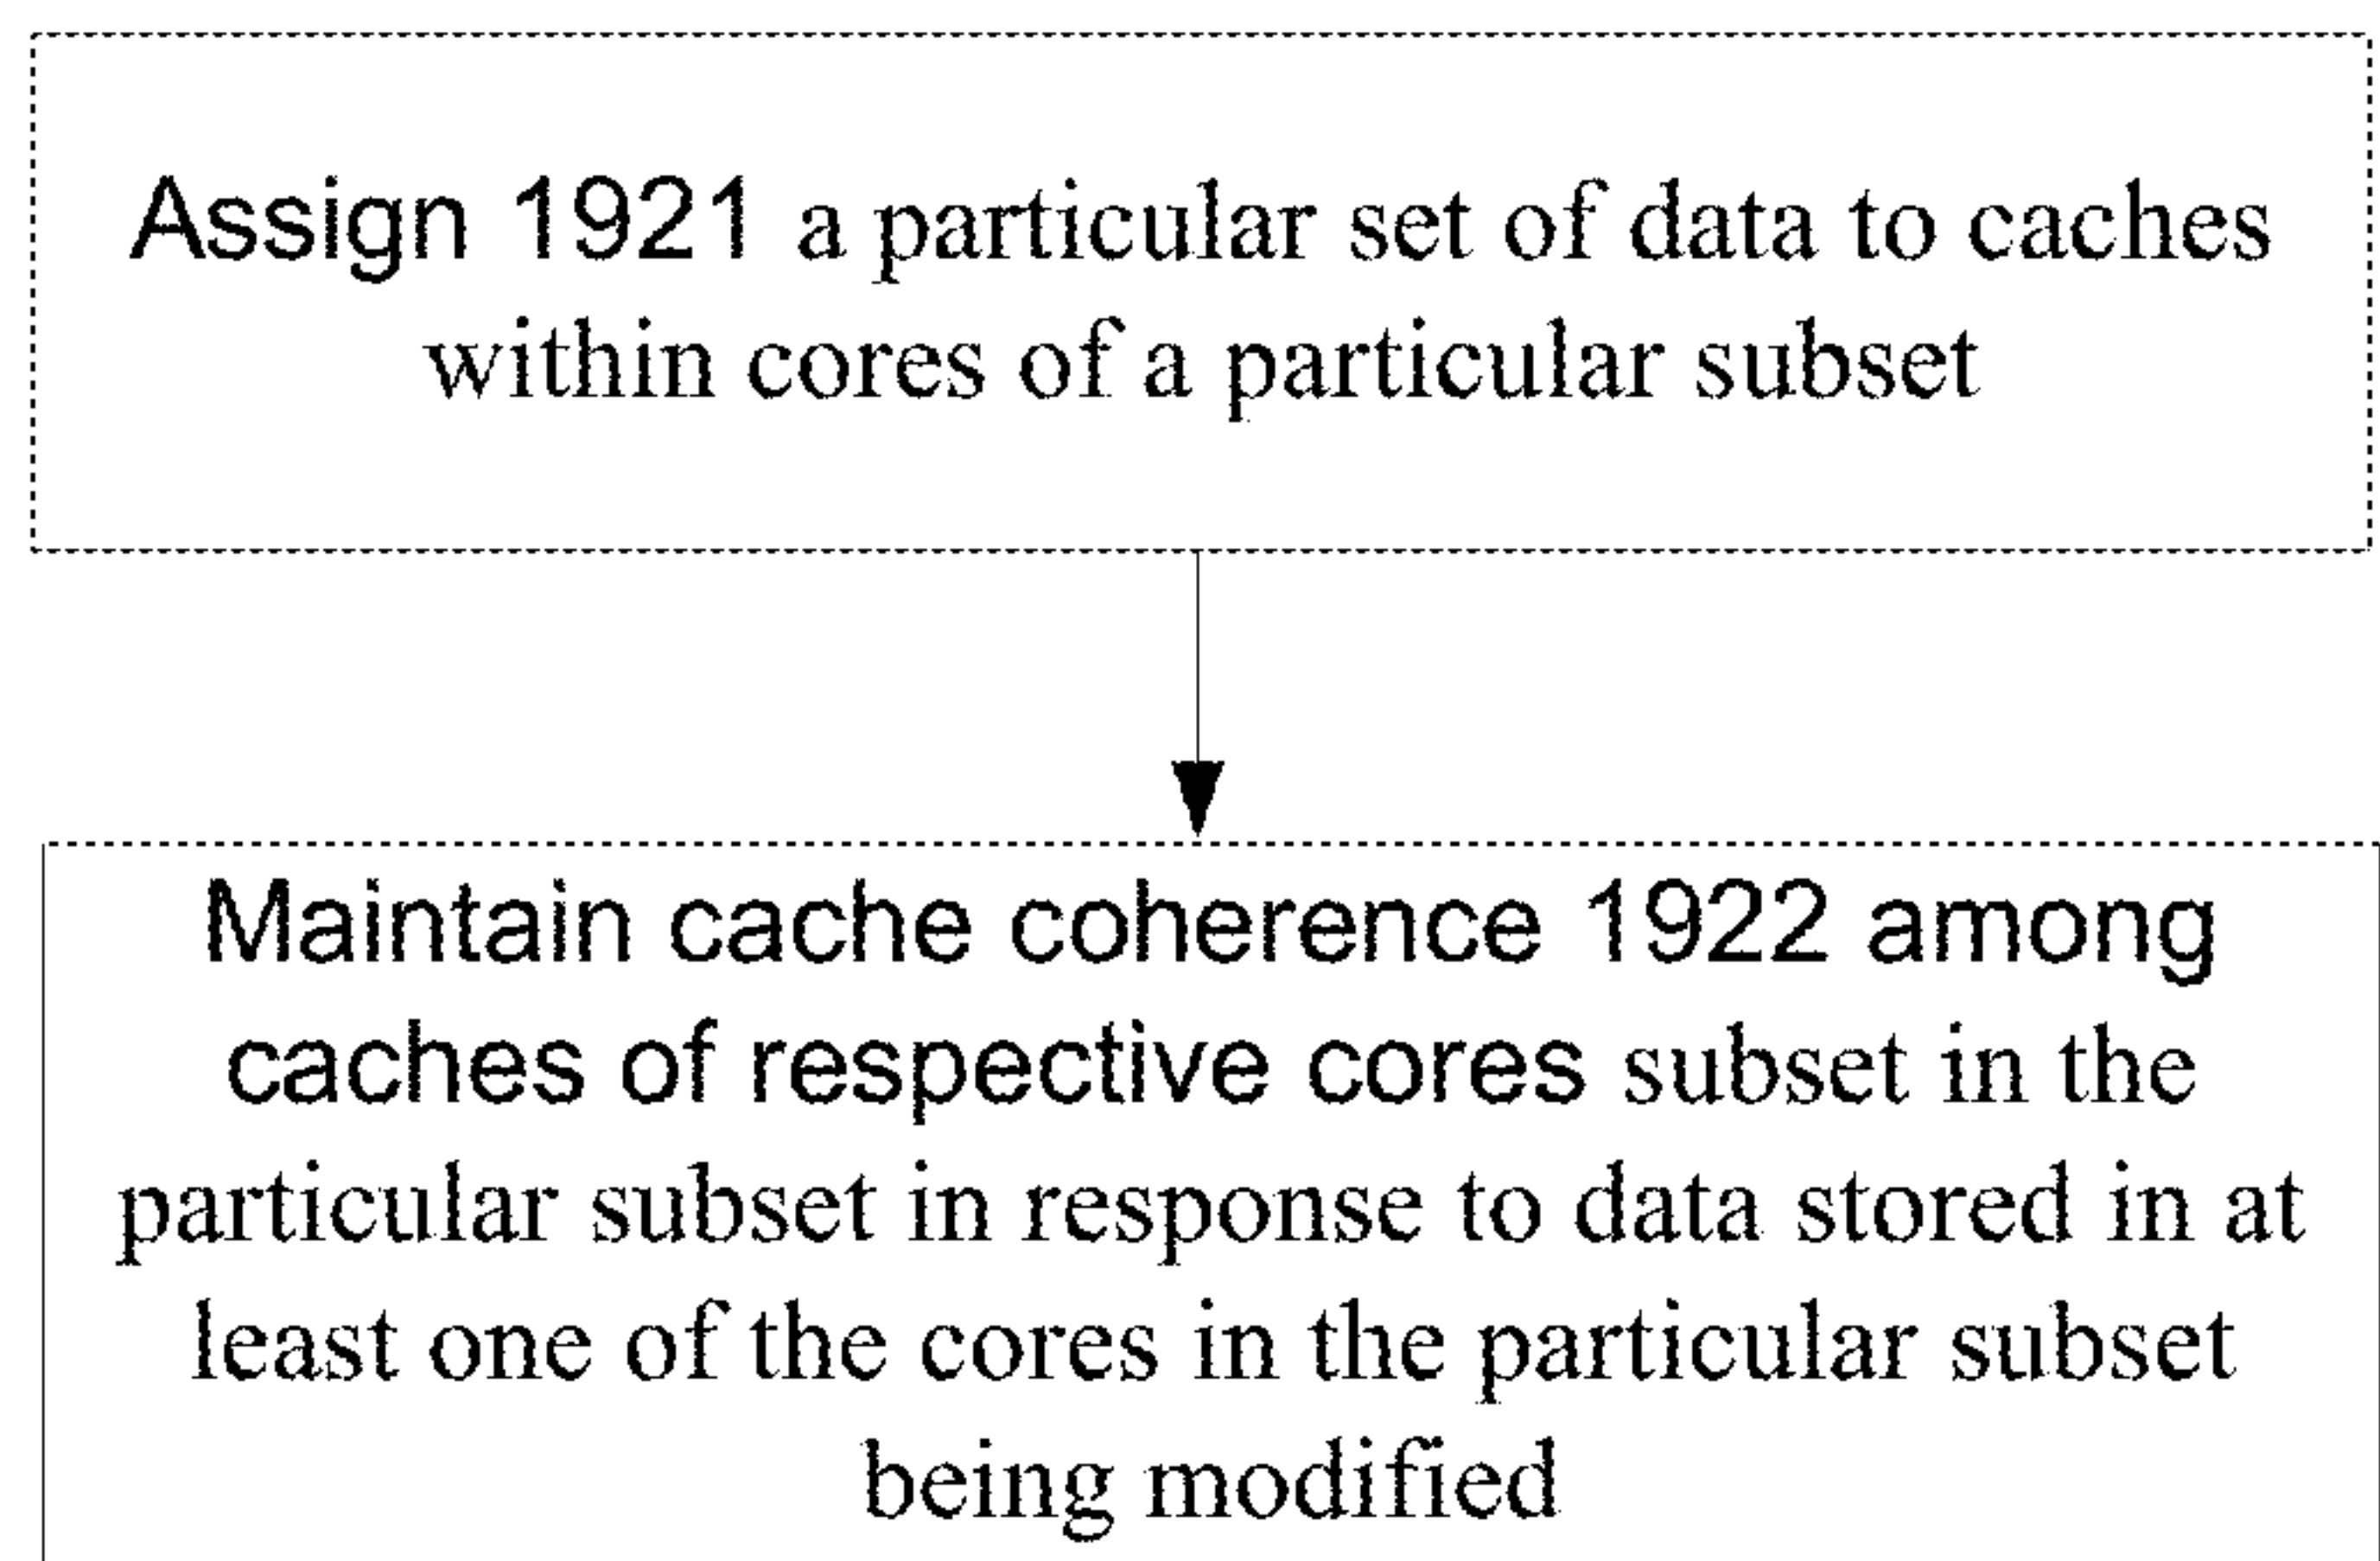 Assign 1921 a particular set of data to caches
within cores of a particular subset
Maintain cache coherence 1922 among
caches of respective cores subset in the
particular subset in response to data stored in at
least one of the cores in the particular subset
being modified